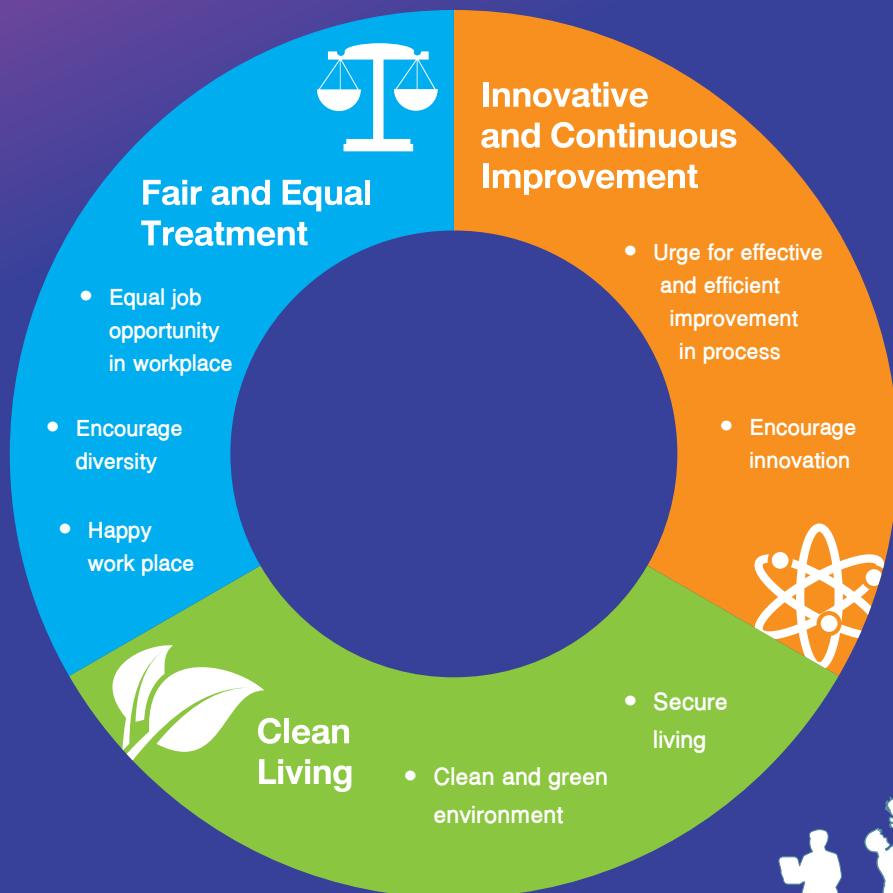 Fair and Equal
Treatment
• Equal job
opportunity
in workplace
• Encourage
diversity
• Happy
work place
Innovative
and Continuous
Improvement
• Urge for effective
and efficient
improvement
in process
• Encourage
innovation
Clean
Living
• Clean and green
environment
• Secure
living